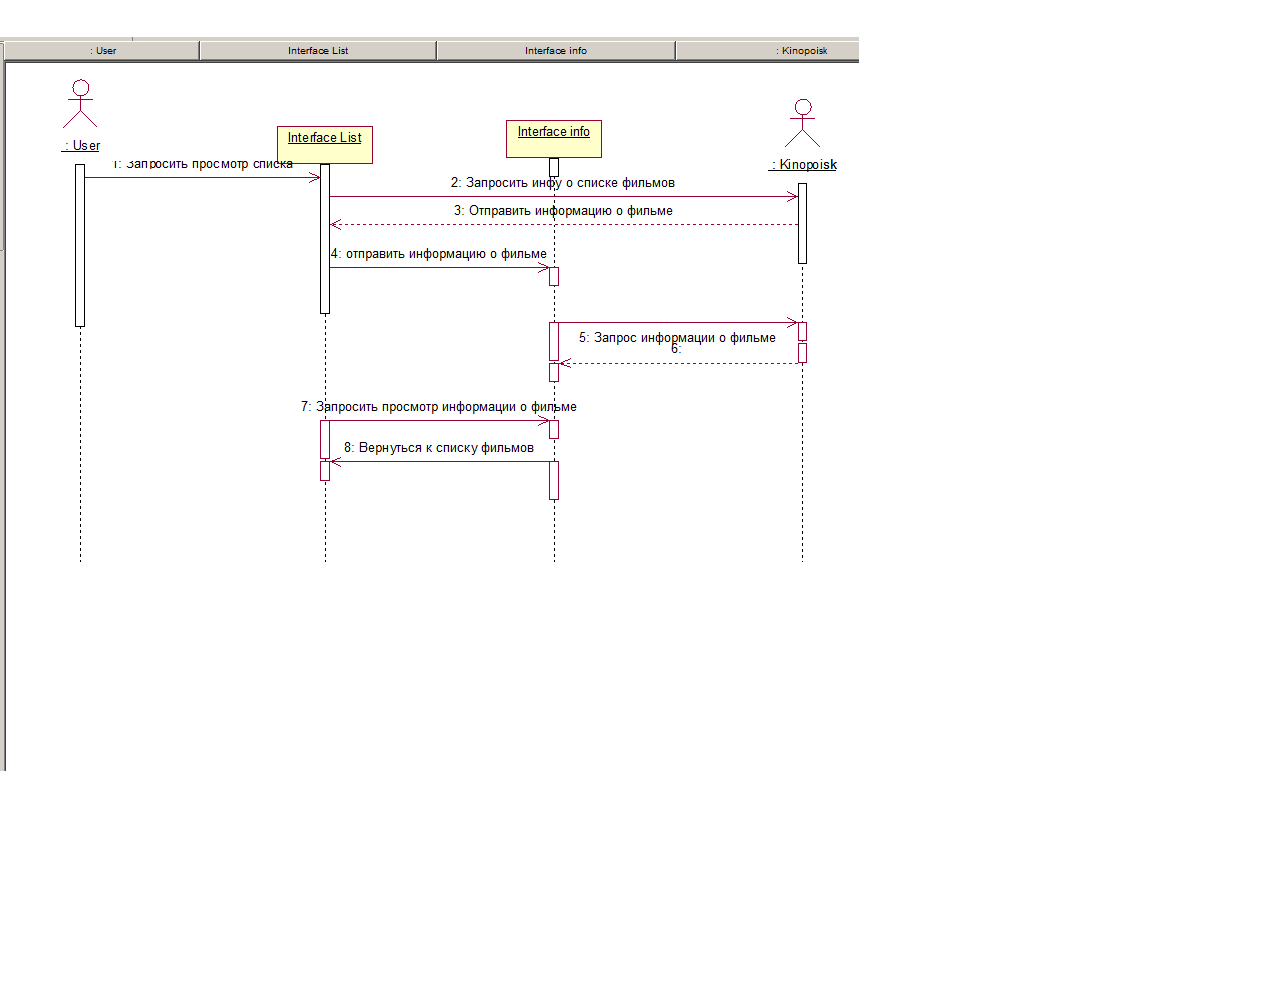 : User
Interface List
Interface info
: Kinopoisk
: User
Interface List
Interface info
: Kinopoisk
1: Запросить просмотр списка
2: Запросить инфу о списке фильмов
3: Отправить информацию о фильме
4: отправить информацию о фильме
5: Запрос информации о фильме
6:
7: Запросить просмотр информации о фильме
8: Вернуться к списку фильмов